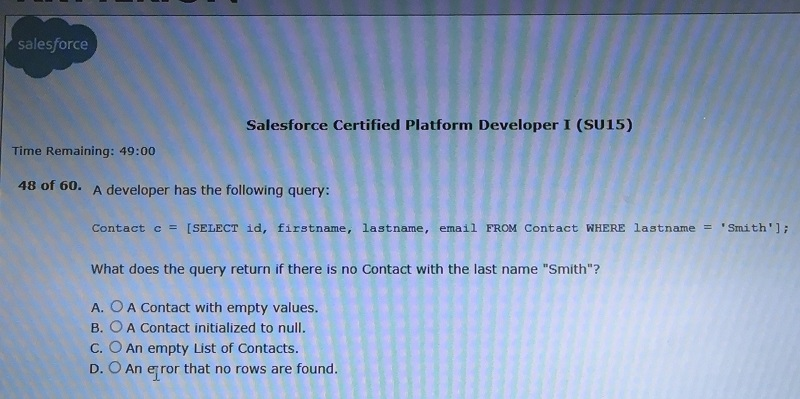 salesforce
Salesforce Certified Platform Developer I (SU15)
Time Remaining: 49:00
48 of 60. A developer has the following query:
Contact c = [SELECT id, firstname, lastname, email FROM Contact WHERE lastname = 'Smith'];
What does the query return if there is no Contact with the last name "Smith"?
A. A Contact with empty values.
B. A Contact initialized to null.
C. An empty List of Contacts.
D. An error that no rows are found.